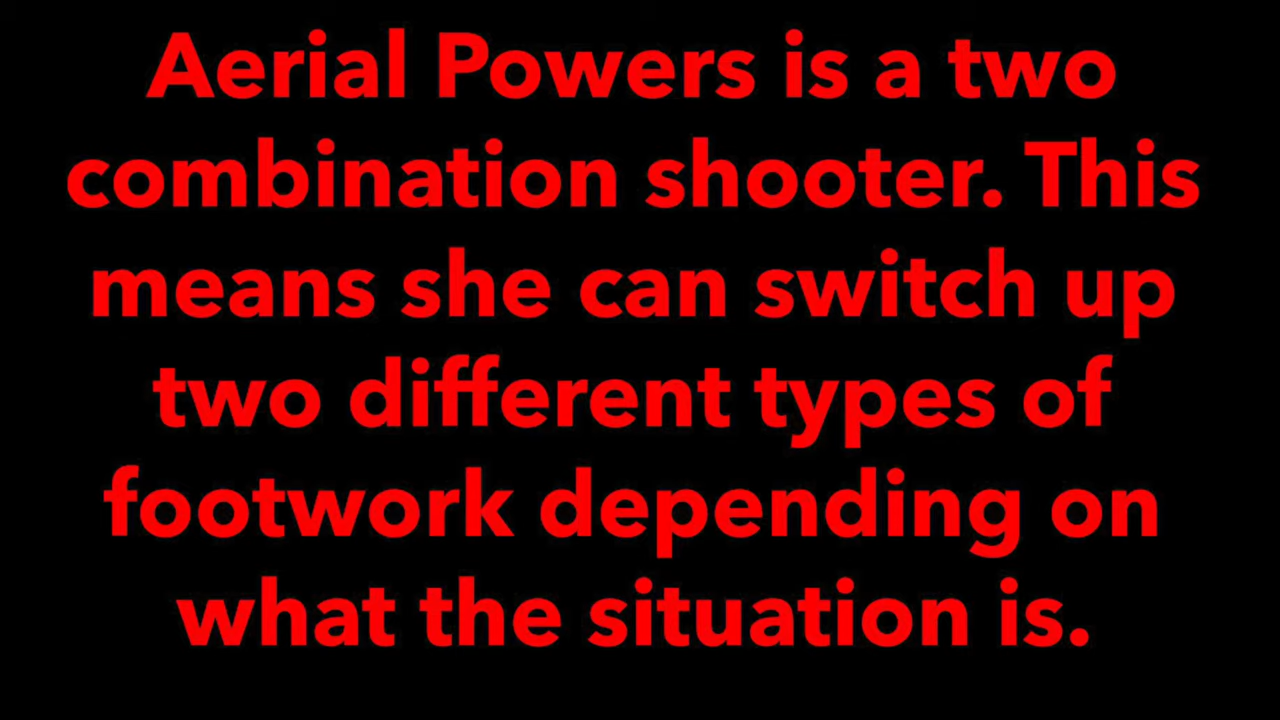 Aerial Powers is a two
combination shooter. This
means she can switch up
two different types of
footwork depending on
what the situation is.